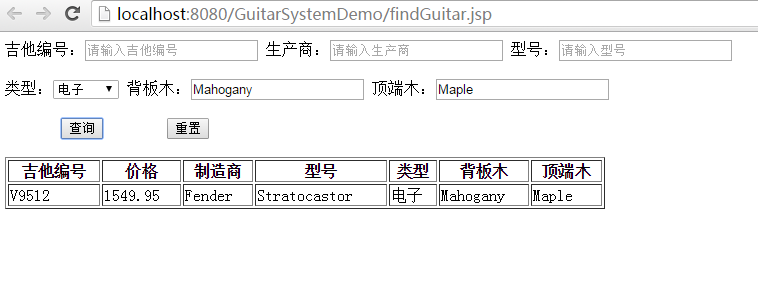 localhost:8080/GuitarSystemDemo/findGuitar.jsp
吉他编号: 请输入吉他编号 生产商: 请输入生产商 型号: 请输入型号
类型: 电子 背板木: Mahogany 顶端木: Maple
查询 重置
吉他编号 价格 制造商 型号 类型 背板木 顶端木
V9512 1549.95 Fender Stratocastor 电子 Mahogany Maple